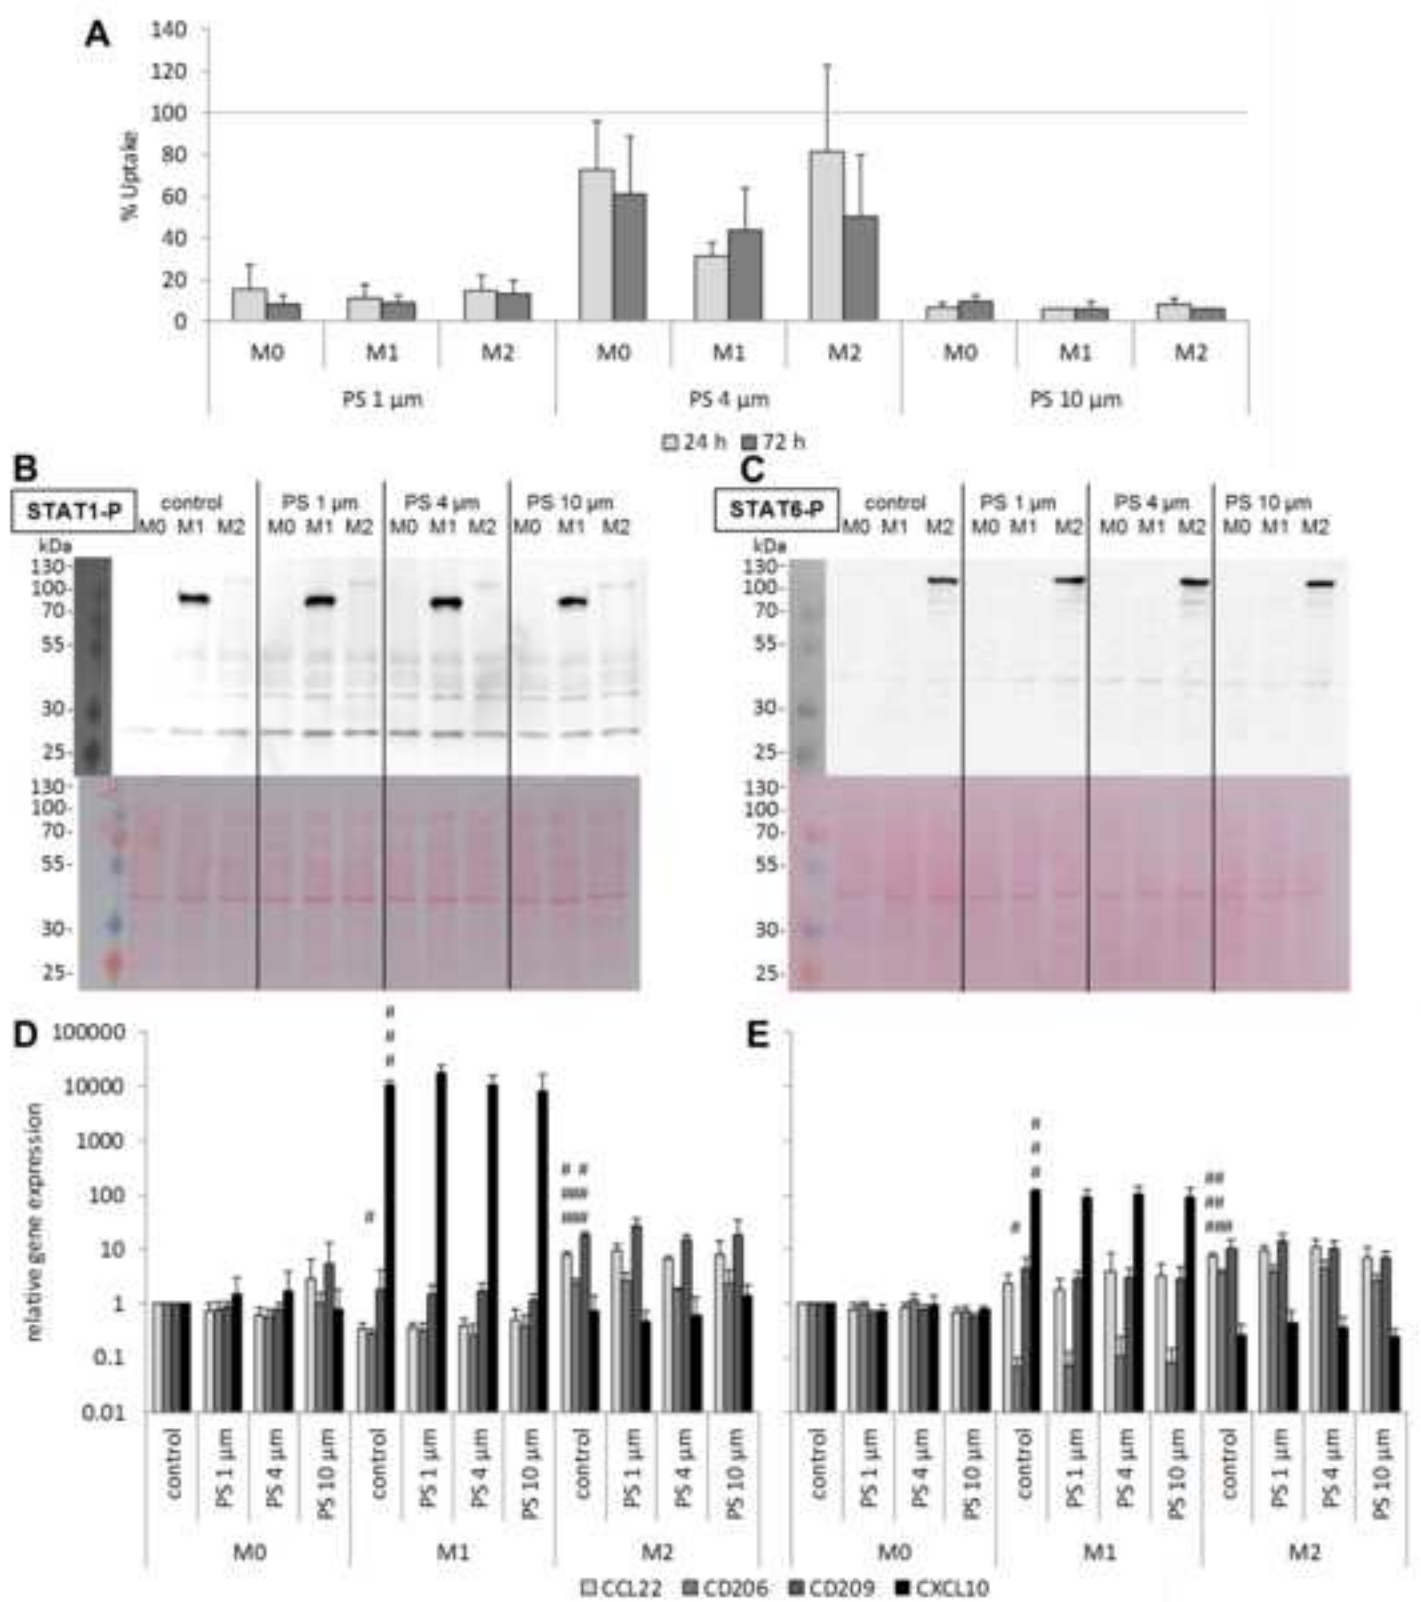 A
140
120
100
80
60
40
20
0
% Uptake
M0 M1 M2 M0 M1 M2 M0 M1 M2
PS 1 µm PS 4 µm PS 10 µm
24 h 72 h
B
STAT1-P
control PS 1 µm PS 4 µm PS 10 µm
M0 M1 M2 M0 M1 M2 M0 M1 M2 M0 M1 M2
kDa
130-
100-
70-
55-
30-
25-
130-
100-
70-
55-
30-
25-
C
STAT6-P
control PS 1 µm PS 4 µm PS 10 µm
M0 M1 M2 M0 M1 M2 M0 M1 M2 M0 M1 M2
kDa
130-
100-
70-
55-
30-
25-
130-
100-
70-
55-
30-
25-
D
100000
10000
1000
100
10
1
0.1
0.01
relative gene expression
#
#
#
#
# #
###
###
control PS 1 µm PS 4 µm PS 10 µm control PS 1 µm PS 4 µm PS 10 µm control PS 1 µm PS 4 µm PS 10 µm
M0 M1 M2
E
#
#
#
#
##
##
###
control PS 1 µm PS 4 µm PS 10 µm control PS 1 µm PS 4 µm PS 10 µm control PS 1 µm PS 4 µm PS 10 µm
M0 M1 M2
CCL22 CD206 CD209 CXCL10